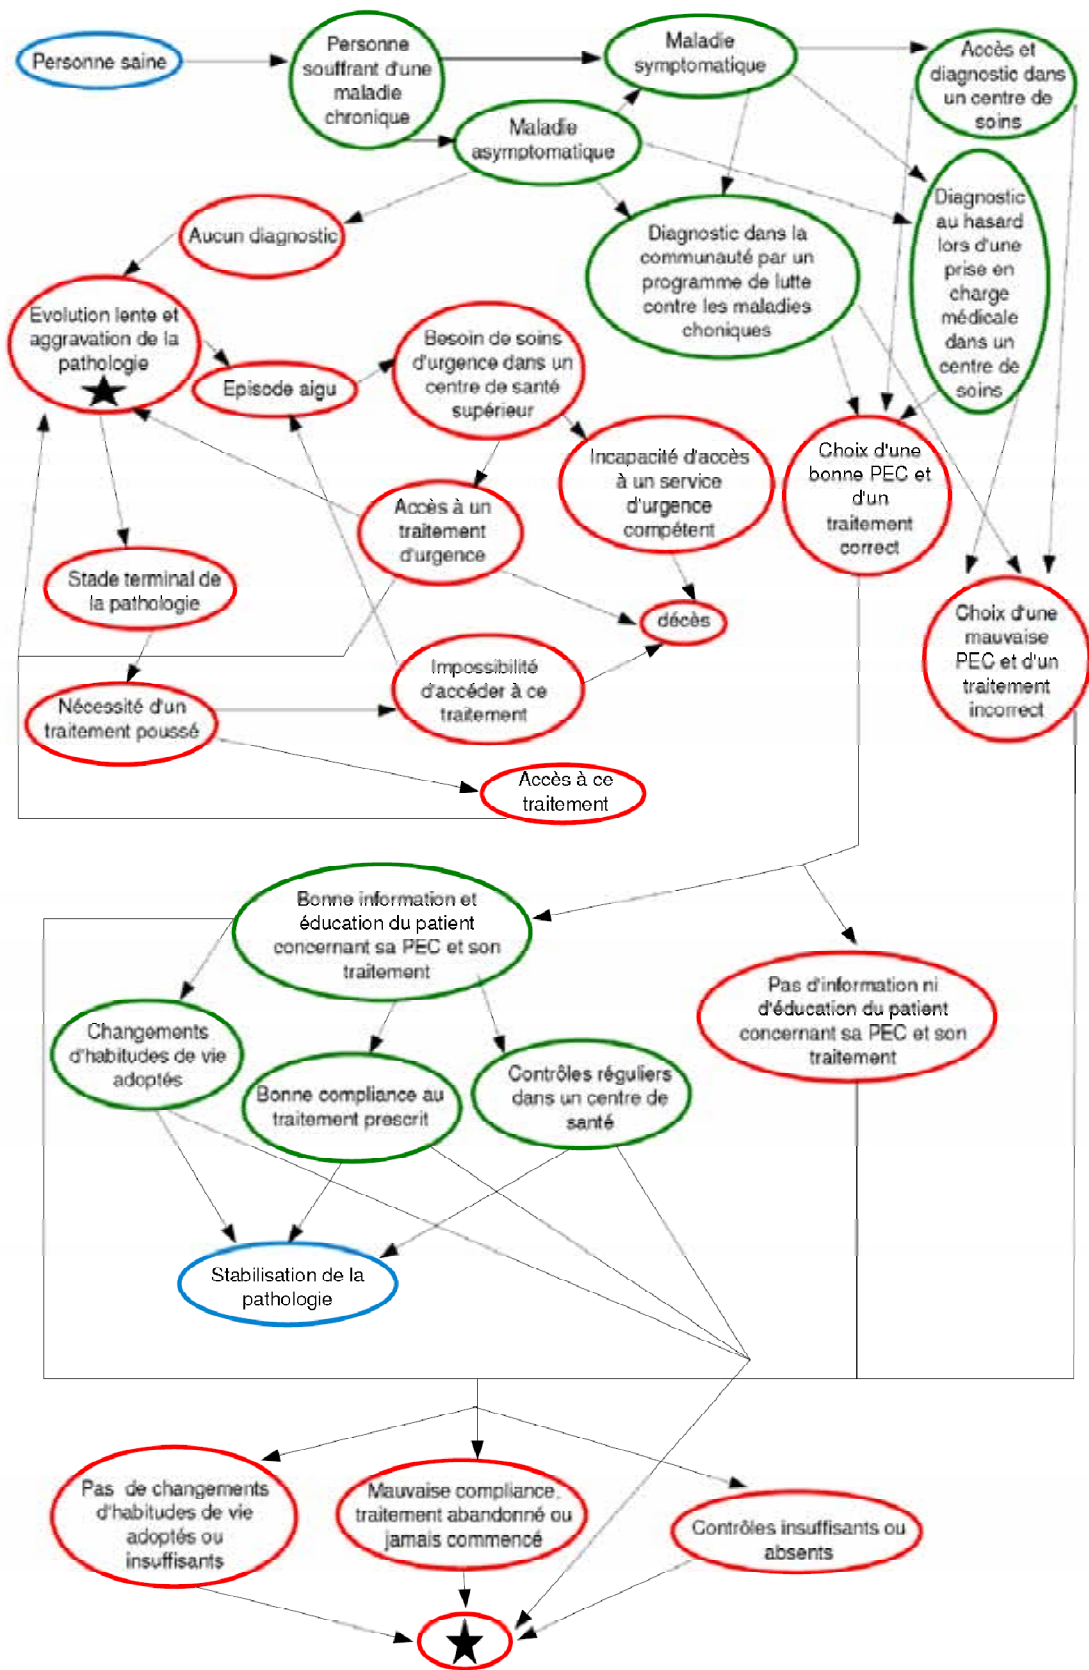 Personne saine
Personne
souffrant d'une
maladie
chronique
Maladie
symptomatique
Accès et
diagnostic dans
un centre de
soins
Maladie
asymptomatique
Aucun diagnostic
Diagnostic dans la
communauté par un
programme de lutte
contre les maladies
choniques
Diagnostic
au hasard
lors d'une
prise en
charge
médicale
dans un
centre de
soins
Evolution lente et
aggravation de la
pathologie
Episode aigu
Besoin de soins
d'urgence dans un
centre de santé
supérieur
Incapacité d'accès
à un service
d'urgence
compétent
Choix d'une
bonne PEC et
d'un
traitement
correct
Accès à un
traitement
d'urgence
Stade terminal de
la pathologie
décès
Choix d'une
mauvaise
PEC et d'un
traitement
incorrect
Impossibilité
d'accéder à ce
traitement
Nécessité d'un
traitement poussé
Accès à ce
traitement
Bonne information et
éducation du patient
concernant sa PEC et son
traitement
Pas d'information ni
d'éducation du patient
concernant sa PEC et son
traitement
Changements
d'habitudes de vie
adoptés
Bonne compliance au
traitement prescrit
Contrôles réguliers
dans un centre de
santé
Stabilisation de la
pathologie
Pas de changements
d'habitudes de vie
adoptés ou
insuffisants
Mauvaise compliance,
traitement abandonné ou
jamais commencé
Contrôles insuffisants ou
absents